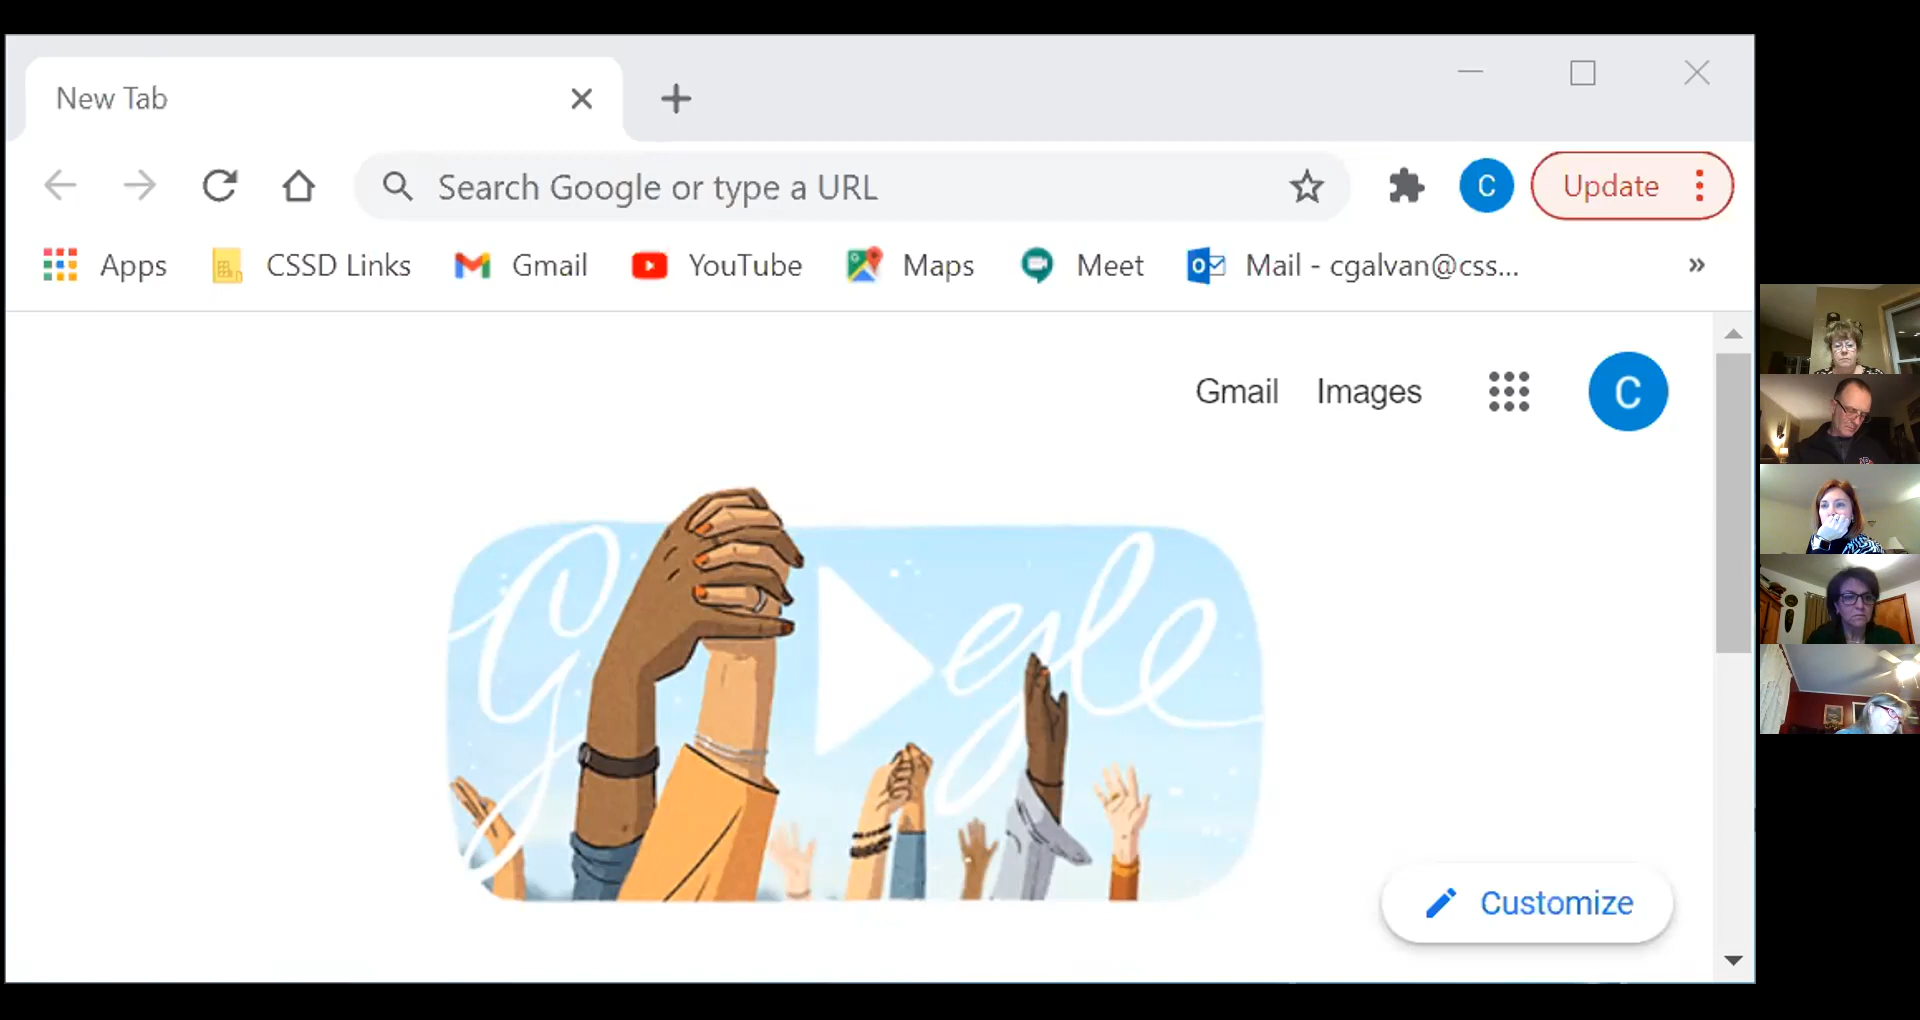 New Tab
Search Google or type a URL
C
Update
Apps
CSSD Links
Gmail
YouTube
Maps
Meet
Mail - cgalvan@css...
»
Gmail
Images
C
Google
Customize